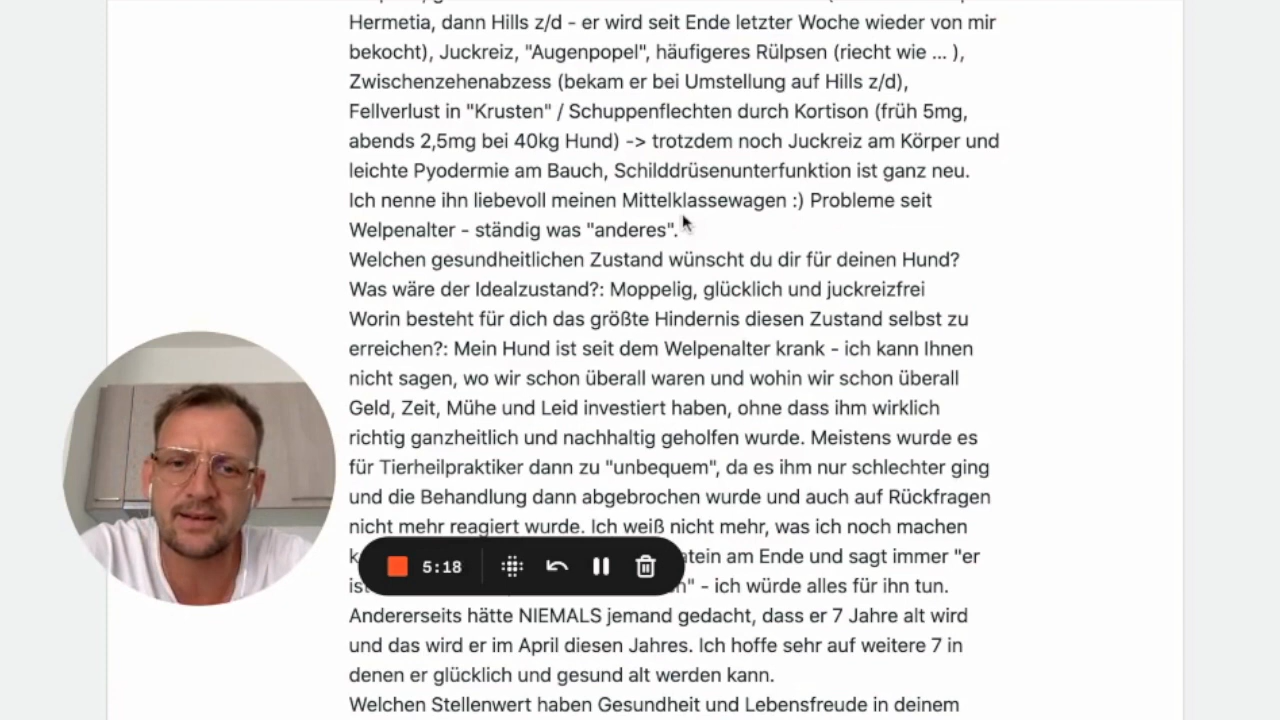 Hermetia, dann Hills z/d - er wird seit Ende letzter Woche wieder von mir
bekocht), Juckreiz, "Augenpopel", häufigeres Rülpsen (riecht wie ... ),
Zwischenzehenabzess (bekam er bei Umstellung auf Hills z/d),
Fellverlust in "Krusten" / Schuppenflechten durch Kortison (früh 5mg,
abends 2,5mg bei 40kg Hund) -> trotzdem noch Juckreiz am Körper und
leichte Pyodermie am Bauch, Schilddrüsenunterfunktion ist ganz neu.
Ich nenne ihn liebevoll meinen Mittelklassewagen :) Probleme seit
Welpenalter - ständig was "anderes".
Welchen gesundheitlichen Zustand wünscht du dir für deinen Hund?
Was wäre der Idealzustand?: Moppelig, glücklich und juckreizfrei
Worin besteht für dich das größte Hindernis diesen Zustand selbst zu
erreichen?: Mein Hund ist seit dem Welpenalter krank - ich kann Ihnen
nicht sagen, wo wir schon überall waren und wohin wir schon überall
Geld, Zeit, Mühe und Leid investiert haben, ohne dass ihm wirklich
richtig ganzheitlich und nachhaltig geholfen wurde. Meistens wurde es
für Tierheilpraktiker dann zu "unbequem", da es ihm nur schlechter ging
und die Behandlung dann abgebrochen wurde und auch auf Rückfragen
nicht mehr reagiert wurde. Ich weiß nicht mehr, was ich noch machen
am Ende und sagt immer "er
5:18
- ich würde alles für ihn tun.
Andererseits hätte NIEMALS jemand gedacht, dass er 7 Jahre alt wird
und das wird er im April diesen Jahres. Ich hoffe sehr auf weitere 7 in
denen er glücklich und gesund alt werden kann.
Welchen Stellenwert haben Gesundheit und Lebensfreude in deinem